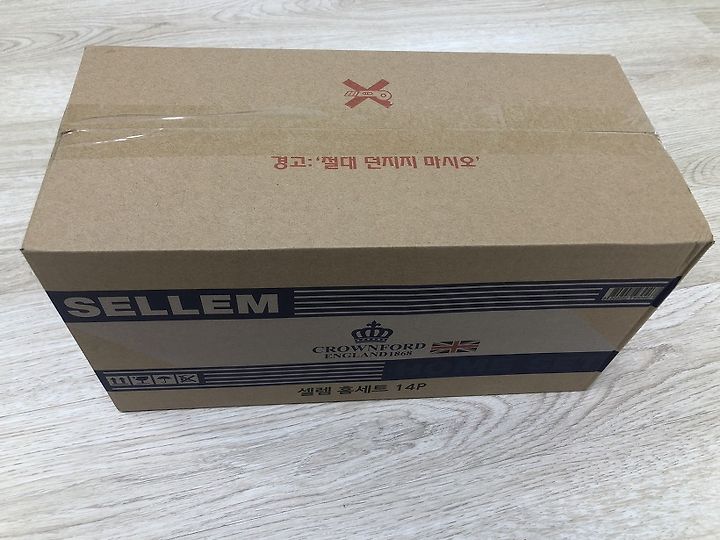 경고: '절대 던지지 마시오'
SELLEM
CROWNFORD
ENGLAND 1868
셀렘 홈세트 14P